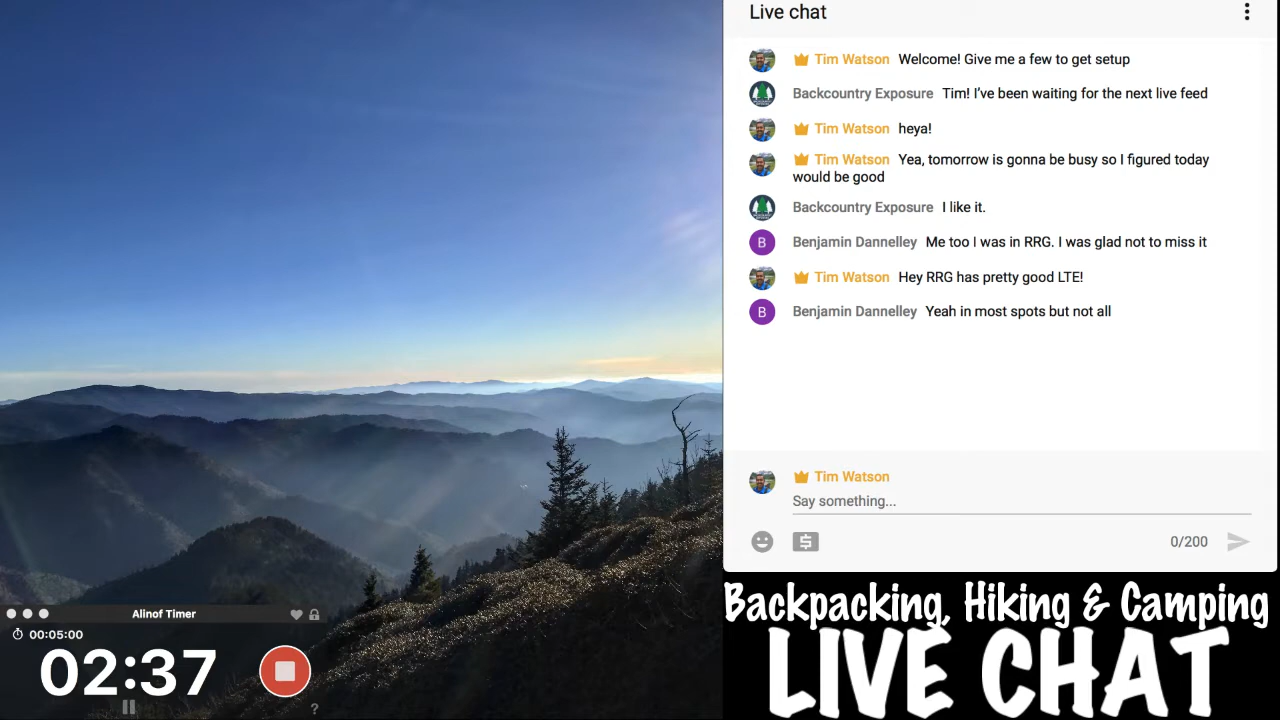 Live chat
Tim Watson Welcome! Give me a few to get setup
Backcountry Exposure Tim! I've been waiting for the next live feed
Tim Watson heya!
Tim Watson Yea, tomorrow is gonna be busy so I figured today
would be good
Backcountry Exposure I like it.
B Benjamin Dannelley Me too I was in RRG. I was glad not to miss it
Tim Watson Hey RRG has pretty good LTE!
B Benjamin Dannelley Yeah in most spots but not all
Tim Watson
Say something...
0/200
Alinof Timer
00:05:00
02:37
?
Backpacking, Hiking & Camping
LIVE CHAT